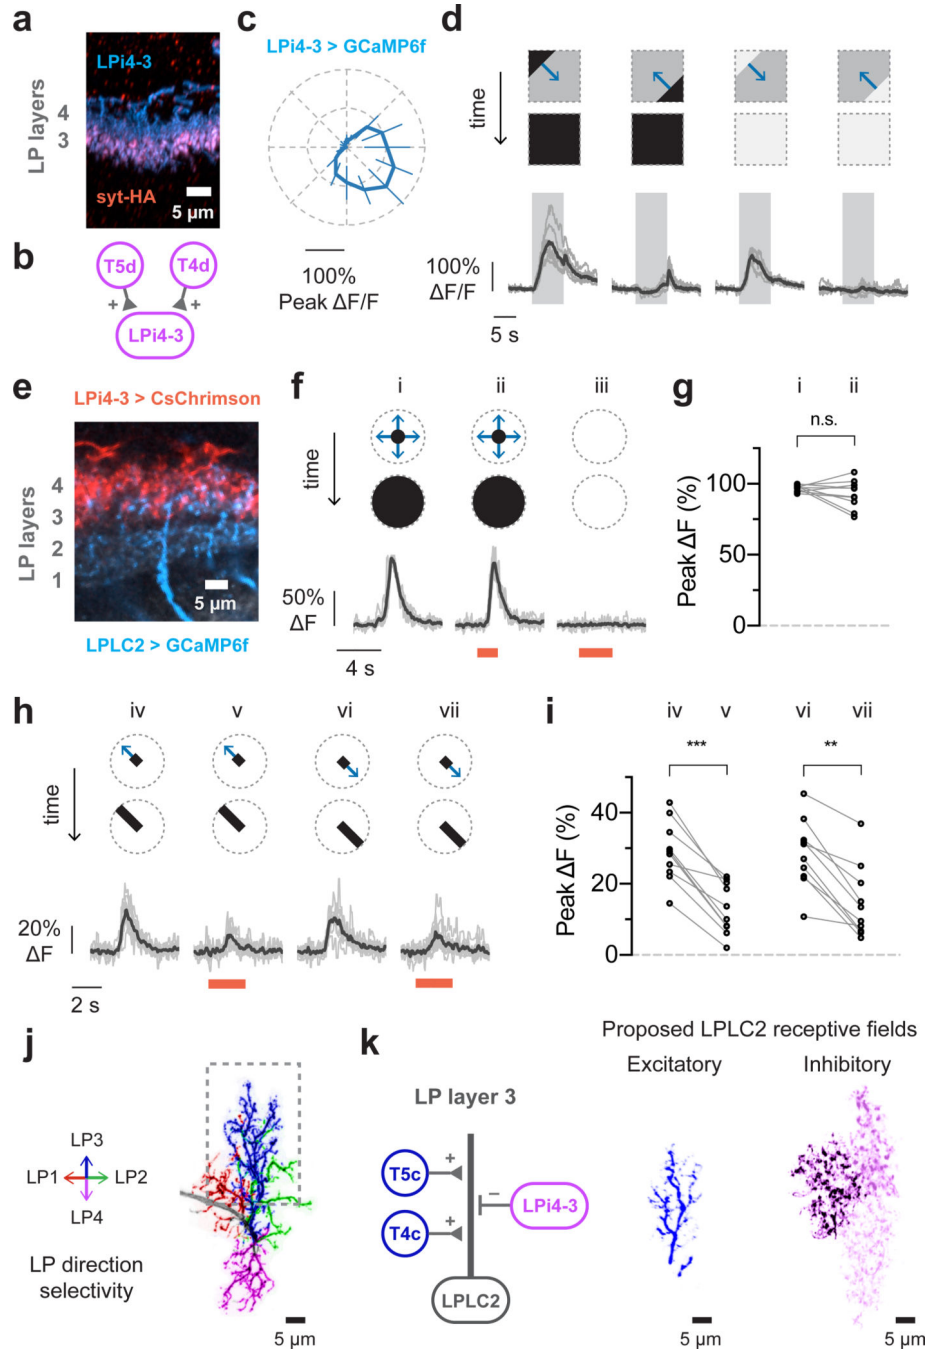 a
LPi4-3
LP layers
4
3
syt-HA
5 µm
b
T5d
T4d
+
+
LPi4-3
c
LPi4-3 > GCaMP6f
100%
Peak ΔF/F
d
time
100%
ΔF/F
5 s
e
LPi4-3 > CsChrimson
LP layers
4
3
2
1
5 µm
LPLC2 > GCaMP6f
f
i
ii
iii
time
50%
ΔF
4 s
g
i
ii
n.s.
Peak ΔF (%)
100
50
0
h
iv
v
vi
vii
time
20%
ΔF
2 s
i
iv
v
vi
vii
***
**
Peak ΔF (%)
40
20
0
j
LP3
LP1
LP2
LP4
LP direction
selectivity
5 µm
k
LP layer 3
T5c
+
−
LPi4-3
T4c
+
LPLC2
Proposed LPLC2 receptive fields
Excitatory
Inhibitory
5 µm
5 µm